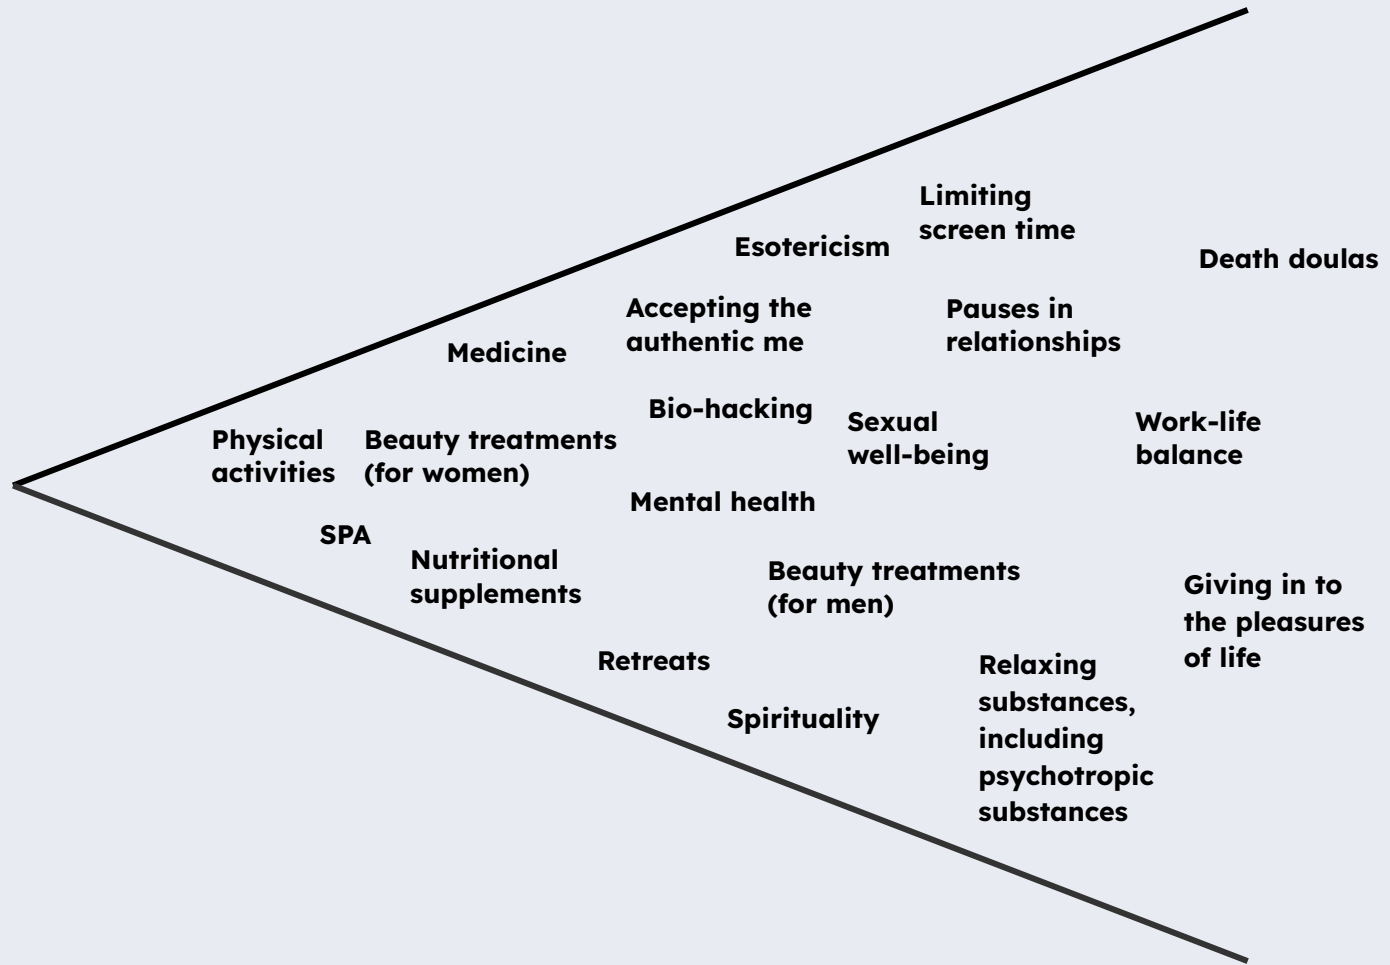 Limiting
screen time
Esotericism
Death doulas
Accepting the
authentic me
Pauses in
relationships
Medicine
Bio-hacking
Sexual
well-being
Work-life
balance
Physical
activities
Beauty treatments
(for women)
Mental health
SPA
Nutritional
supplements
Beauty treatments
(for men)
Giving in to
the pleasures
of life
Retreats
Relaxing
substances,
including
psychotropic
substances
Spirituality